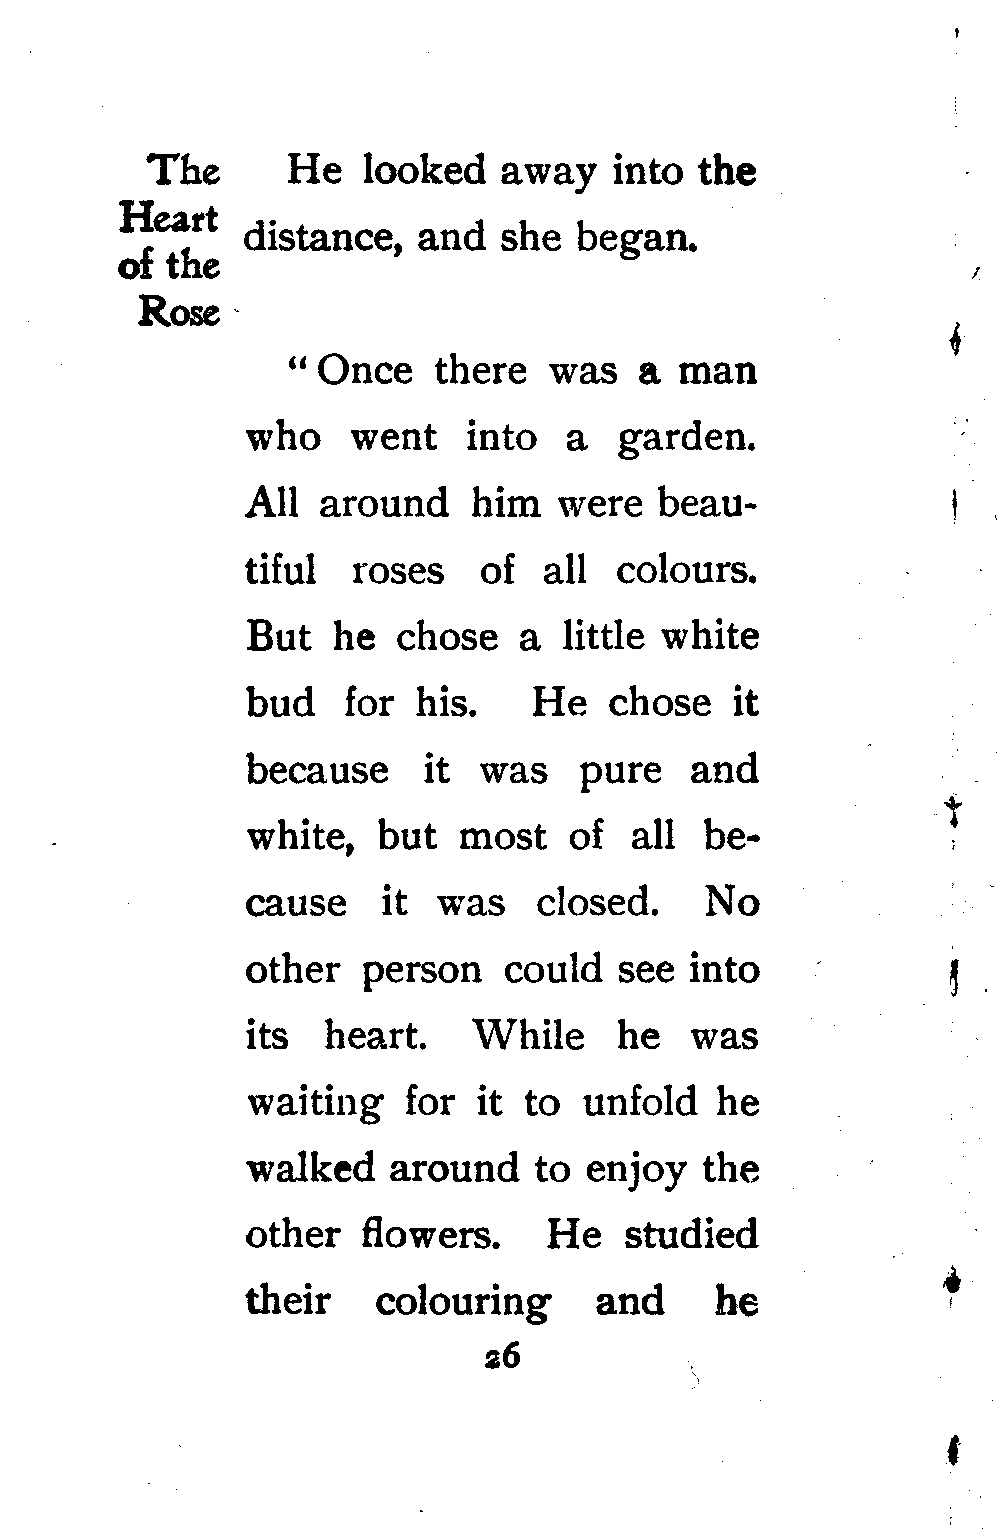 The
Heart
of the
Rose
He looked away into the
distance, and she began.
“Once there was a man
who went into a garden.
All around him were beau-
tiful roses of all colours.
But he chose a little white
bud for his. He chose it
because it was pure and
white, but most of all be-
cause it was closed. No
other person could see into
its heart. While he was
waiting for it to unfold he
walked around to enjoy the
other flowers. He studied
their colouring and he
26